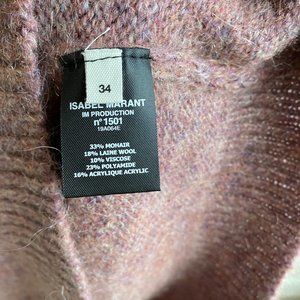 34
ISABEL MARANT
IM PRODUCTION
n° 1501
19A064E
33% MOHAIR
18% LAINE WOOL
10% VISCOSE
23% POLYAMIDE
16% ACRYLIQUE ACRYLIC